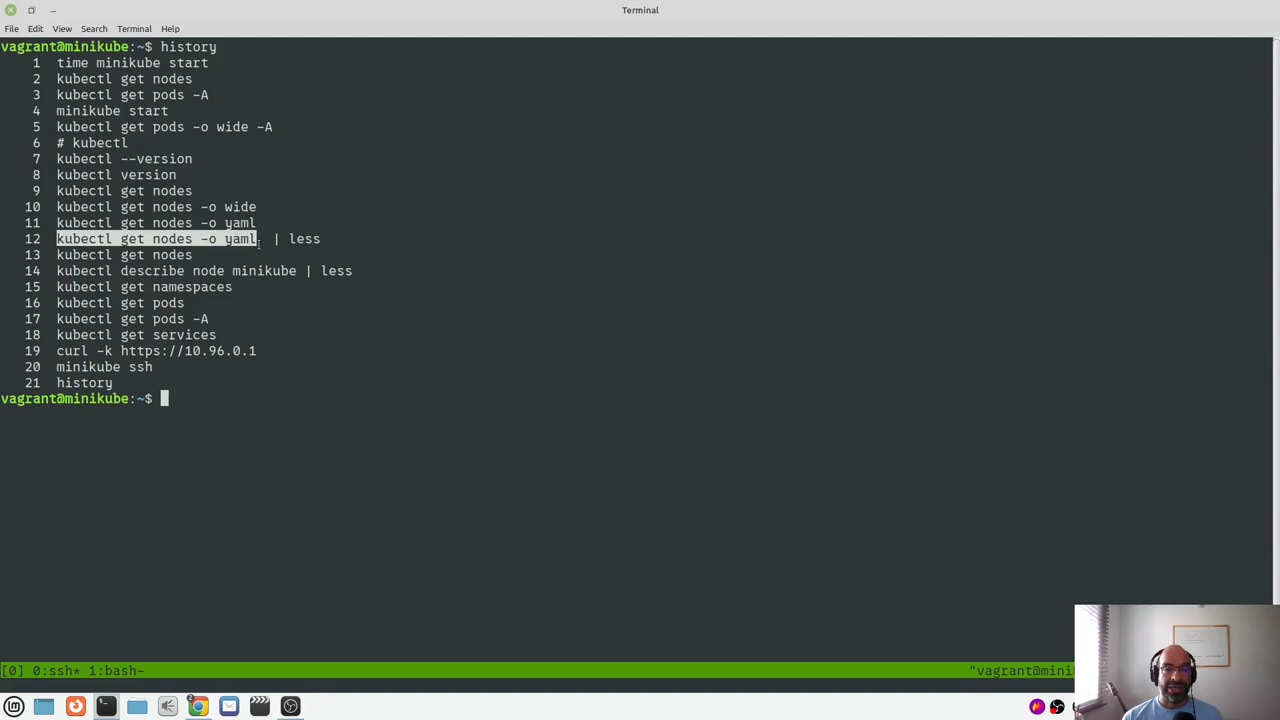 Terminal
File Edit View Search Terminal Help
vagrant@minikube:~$ history
1 time minikube start
2 kubectl get nodes
3 kubectl get pods -A
4 minikube start
5 kubectl get pods -o wide -A
6 # kubectl
7 kubectl --version
8 kubectl version
9 kubectl get nodes
10 kubectl get nodes -o wide
11 kubectl get nodes -o yaml
12 kubectl get nodes -o yaml | less
13 kubectl get nodes
14 kubectl describe node minikube | less
15 kubectl get namespaces
16 kubectl get pods
17 kubectl get pods -A
18 kubectl get services
19 curl -k https://10.96.0.1
20 minikube ssh
21 history
vagrant@minikube:~$
[0] 0:ssh* 1:bash- "vagrant@mini
2